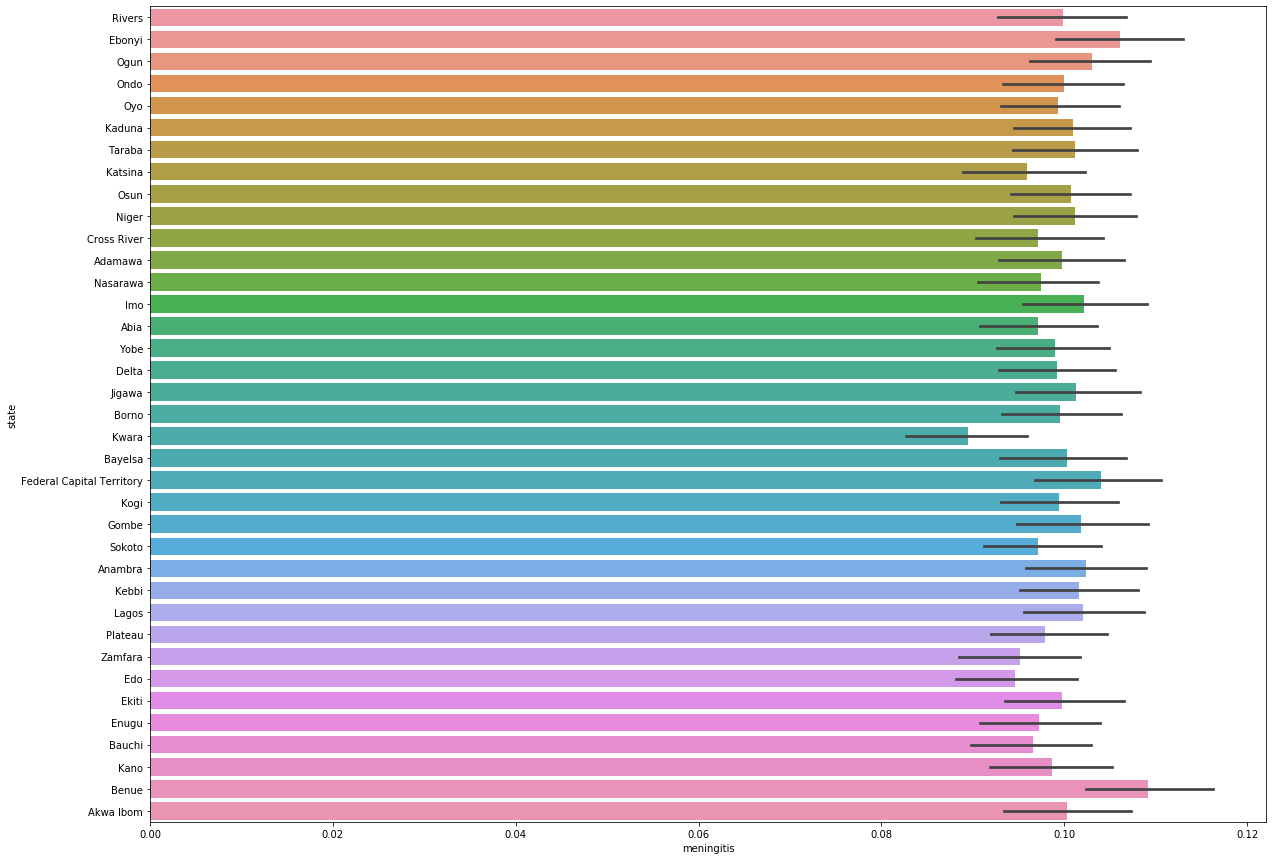 Rivers
Ebonyi
Ogun
Ondo
Oyo
Kaduna
Taraba
Katsina
Osun
Niger
Cross River
Adamawa
Nasarawa
Imo
Abia
Yobe
Delta
Jigawa
Borno
Kwara
Bayelsa
Federal Capital Territory
Kogi
Gombe
Sokoto
Anambra
Kebbi
Lagos
Plateau
Zamfara
Edo
Ekiti
Enugu
Bauchi
Kano
Benue
Akwa Ibom
state
0.00 0.02 0.04 0.06 0.08 0.10 0.12
meningitis